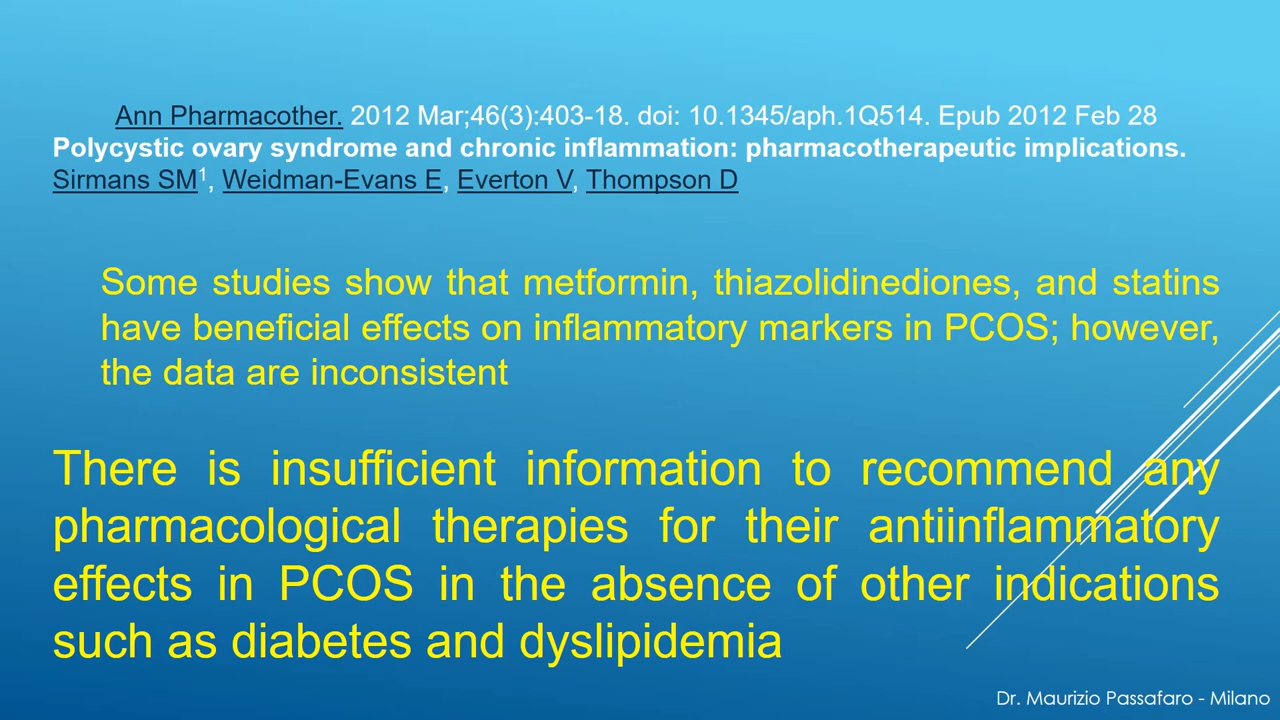 Ann Pharmacother. 2012 Mar;46(3):403-18. doi: 10.1345/aph.1Q514. Epub 2012 Feb 28
Polycystic ovary syndrome and chronic inflammation: pharmacotherapeutic implications.
Sirmans SM1, Weidman-Evans E, Everton V, Thompson D
Some studies show that metformin, thiazolidinediones, and statins
have beneficial effects on inflammatory markers in PCOS; however,
the data are inconsistent
There is insufficient information to recommend any
pharmacological therapies for their antiinflammatory
effects in PCOS in the absence of other indications
such as diabetes and dyslipidemia
Dr. Maurizio Passafaro - Milano